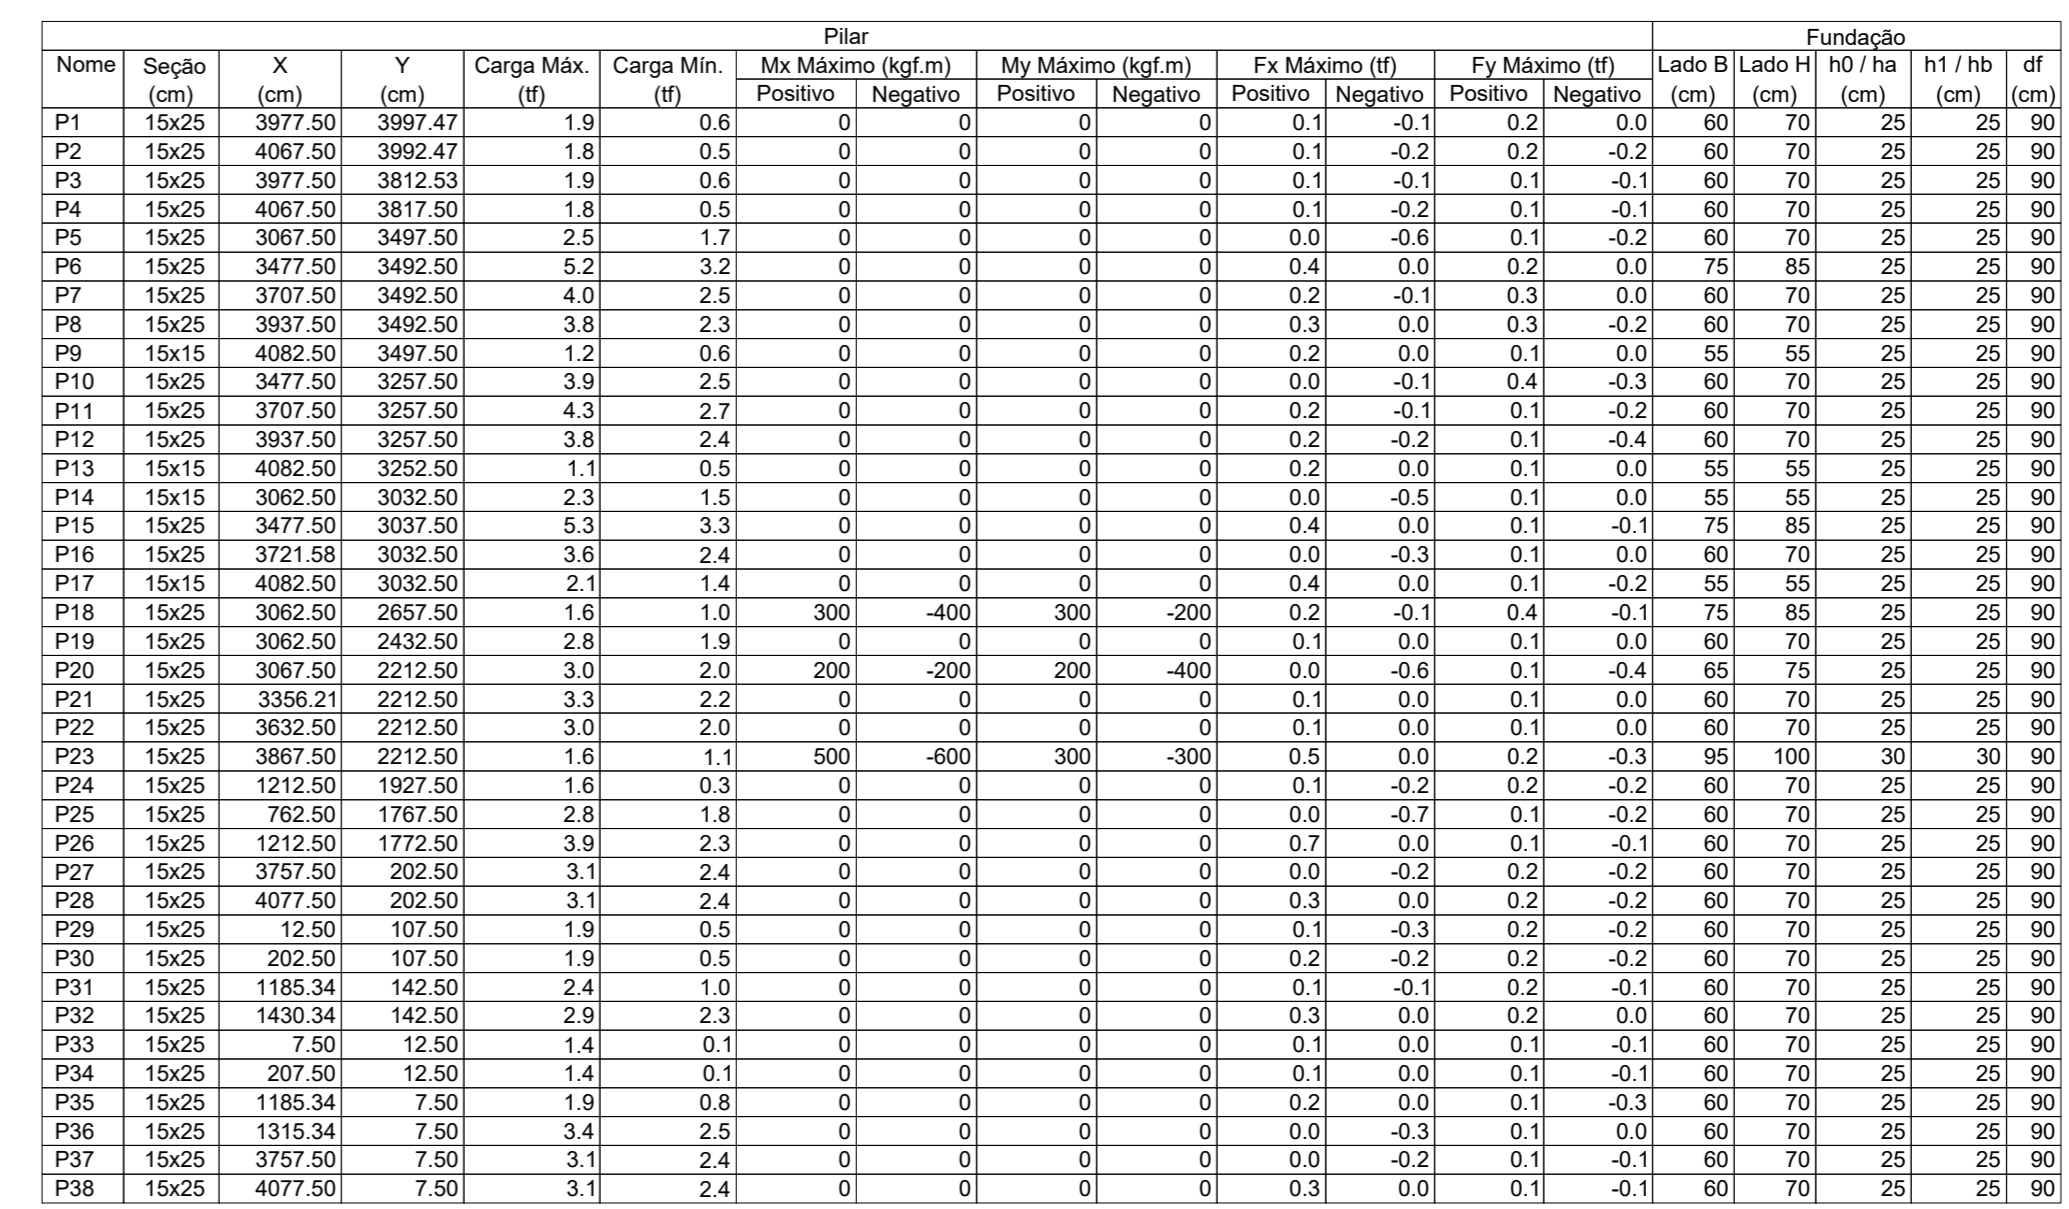 Pilar Fundação
Nome Seção X Y Carga Máx. Carga Mín. Mx Máximo (kgf.m) My Máximo (kgf.m) Fx Máximo (tf) Fy Máximo (tf) Lado B Lado H h0 / ha h1 / hb df
(cm) (cm) (cm) (tf) (tf) Positivo Negativo Positivo Negativo Positivo Negativo Positivo Negativo (cm) (cm) (cm) (cm) (cm)
P1 15x25 3977.50 3997.47 1.9 0.6 0 0 0 0 0.1 -0.1 0.2 0.0 60 70 25 25 90
P2 15x25 4067.50 3992.47 1.8 0.5 0 0 0 0 0.1 -0.2 0.2 -0.2 60 70 25 25 90
P3 15x25 3977.50 3812.53 1.9 0.6 0 0 0 0 0.1 -0.1 0.1 -0.1 60 70 25 25 90
P4 15x25 4067.50 3817.50 1.8 0.5 0 0 0 0 0.1 -0.2 0.1 -0.1 60 70 25 25 90
P5 15x25 3067.50 3497.50 2.5 1.7 0 0 0 0 0.0 -0.6 0.1 -0.2 60 70 25 25 90
P6 15x25 3477.50 3492.50 5.2 3.2 0 0 0 0 0.4 0.0 0.2 0.0 75 85 25 25 90
P7 15x25 3707.50 3492.50 4.0 2.5 0 0 0 0 0.2 -0.1 0.3 0.0 60 70 25 25 90
P8 15x25 3937.50 3492.50 3.8 2.3 0 0 0 0 0.3 0.0 0.3 -0.2 60 70 25 25 90
P9 15x15 4082.50 3497.50 1.2 0.6 0 0 0 0 0.2 0.0 0.1 0.0 55 55 25 25 90
P10 15x25 3477.50 3257.50 3.9 2.5 0 0 0 0 0.0 -0.1 0.4 -0.3 60 70 25 25 90
P11 15x25 3707.50 3257.50 4.3 2.7 0 0 0 0 0.2 -0.1 0.1 -0.2 60 70 25 25 90
P12 15x25 3937.50 3257.50 3.8 2.4 0 0 0 0 0.2 -0.2 0.1 -0.4 60 70 25 25 90
P13 15x15 4082.50 3252.50 1.1 0.5 0 0 0 0 0.2 0.0 0.1 0.0 55 55 25 25 90
P14 15x15 3062.50 3032.50 2.3 1.5 0 0 0 0 0.0 -0.5 0.1 0.0 55 55 25 25 90
P15 15x25 3477.50 3037.50 5.3 3.3 0 0 0 0 0.4 0.0 0.1 -0.1 75 85 25 25 90
P16 15x25 3721.58 3032.50 3.6 2.4 0 0 0 0 0.0 -0.3 0.1 0.0 60 70 25 25 90
P17 15x15 4082.50 3032.50 2.1 1.4 0 0 0 0 0.4 0.0 0.1 -0.2 55 55 25 25 90
P18 15x25 3062.50 2657.50 1.6 1.0 300 -400 300 -200 0.2 -0.1 0.4 -0.1 75 85 25 25 90
P19 15x25 3062.50 2432.50 2.8 1.9 0 0 0 0 0.1 0.0 0.1 0.0 60 70 25 25 90
P20 15x25 3067.50 2212.50 3.0 2.0 200 -200 200 -400 0.0 -0.6 0.1 -0.4 65 75 25 25 90
P21 15x25 3356.21 2212.50 3.3 2.2 0 0 0 0 0.1 0.0 0.1 0.0 60 70 25 25 90
P22 15x25 3632.50 2212.50 3.0 2.0 0 0 0 0 0.1 0.0 0.1 0.0 60 70 25 25 90
P23 15x25 3867.50 2212.50 1.6 1.1 500 -600 300 -300 0.5 0.0 0.2 -0.3 95 100 30 30 90
P24 15x25 1212.50 1927.50 1.6 0.3 0 0 0 0 0.1 -0.2 0.2 -0.2 60 70 25 25 90
P25 15x25 762.50 1767.50 2.8 1.8 0 0 0 0 0.0 -0.7 0.1 -0.2 60 70 25 25 90
P26 15x25 1212.50 1772.50 3.9 2.3 0 0 0 0 0.7 0.0 0.1 -0.1 60 70 25 25 90
P27 15x25 3757.50 202.50 3.1 2.4 0 0 0 0 0.0 -0.2 0.2 -0.2 60 70 25 25 90
P28 15x25 4077.50 202.50 3.1 2.4 0 0 0 0 0.3 0.0 0.2 -0.2 60 70 25 25 90
P29 15x25 12.50 107.50 1.9 0.5 0 0 0 0 0.1 -0.3 0.2 -0.2 60 70 25 25 90
P30 15x25 202.50 107.50 1.9 0.5 0 0 0 0 0.2 -0.2 0.2 -0.2 60 70 25 25 90
P31 15x25 1185.34 142.50 2.4 1.0 0 0 0 0 0.1 -0.1 0.2 -0.1 60 70 25 25 90
P32 15x25 1430.34 142.50 2.9 2.3 0 0 0 0 0.3 0.0 0.2 0.0 60 70 25 25 90
P33 15x25 7.50 12.50 1.4 0.1 0 0 0 0 0.1 0.0 0.1 -0.1 60 70 25 25 90
P34 15x25 207.50 12.50 1.4 0.1 0 0 0 0 0.1 0.0 0.1 -0.1 60 70 25 25 90
P35 15x25 1185.34 7.50 1.9 0.8 0 0 0 0 0.2 0.0 0.1 -0.3 60 70 25 25 90
P36 15x25 1315.34 7.50 3.4 2.5 0 0 0 0 0.0 -0.3 0.1 0.0 60 70 25 25 90
P37 15x25 3757.50 7.50 3.1 2.4 0 0 0 0 0.0 -0.2 0.1 -0.1 60 70 25 25 90
P38 15x25 4077.50 7.50 3.1 2.4 0 0 0 0 0.3 0.0 0.1 -0.1 60 70 25 25 90